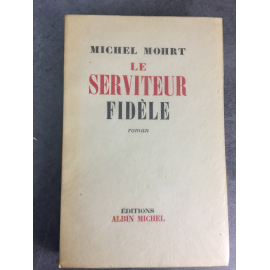 MICHEL MOHRT
LE
SERVITEUR
FIDÈLE
roman
ÉDITIONS
ALBIN MICHEL